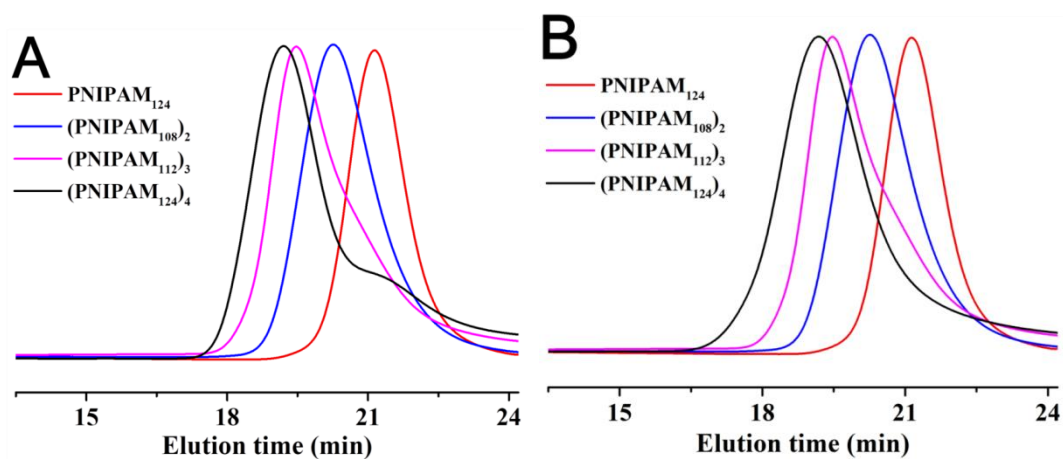 A
PNIPAM₁₂₄
(PNIPAM₁₀₈)₂
(PNIPAM₁₁₂)₃
(PNIPAM₁₂₄)₄
15 18 21 24
Elution time (min)
B
PNIPAM₁₂₄
(PNIPAM₁₀₈)₂
(PNIPAM₁₁₂)₃
(PNIPAM₁₂₄)₄
15 18 21 24
Elution time (min)